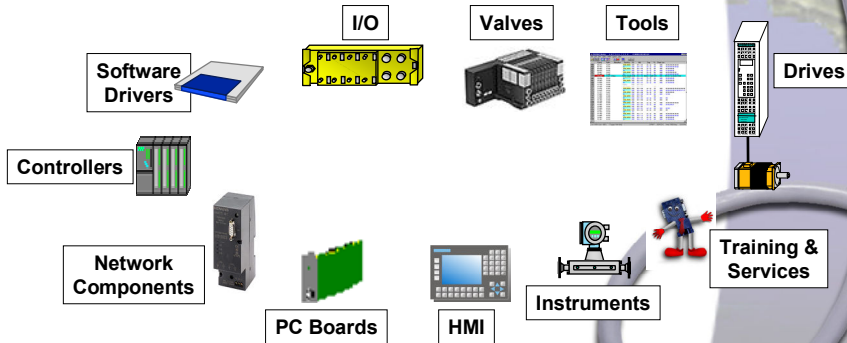 I/O
Valves
Tools
Software
Drivers
Drives
Controllers
Network
Components
Training &
Services
Instruments
PC Boards
HMI